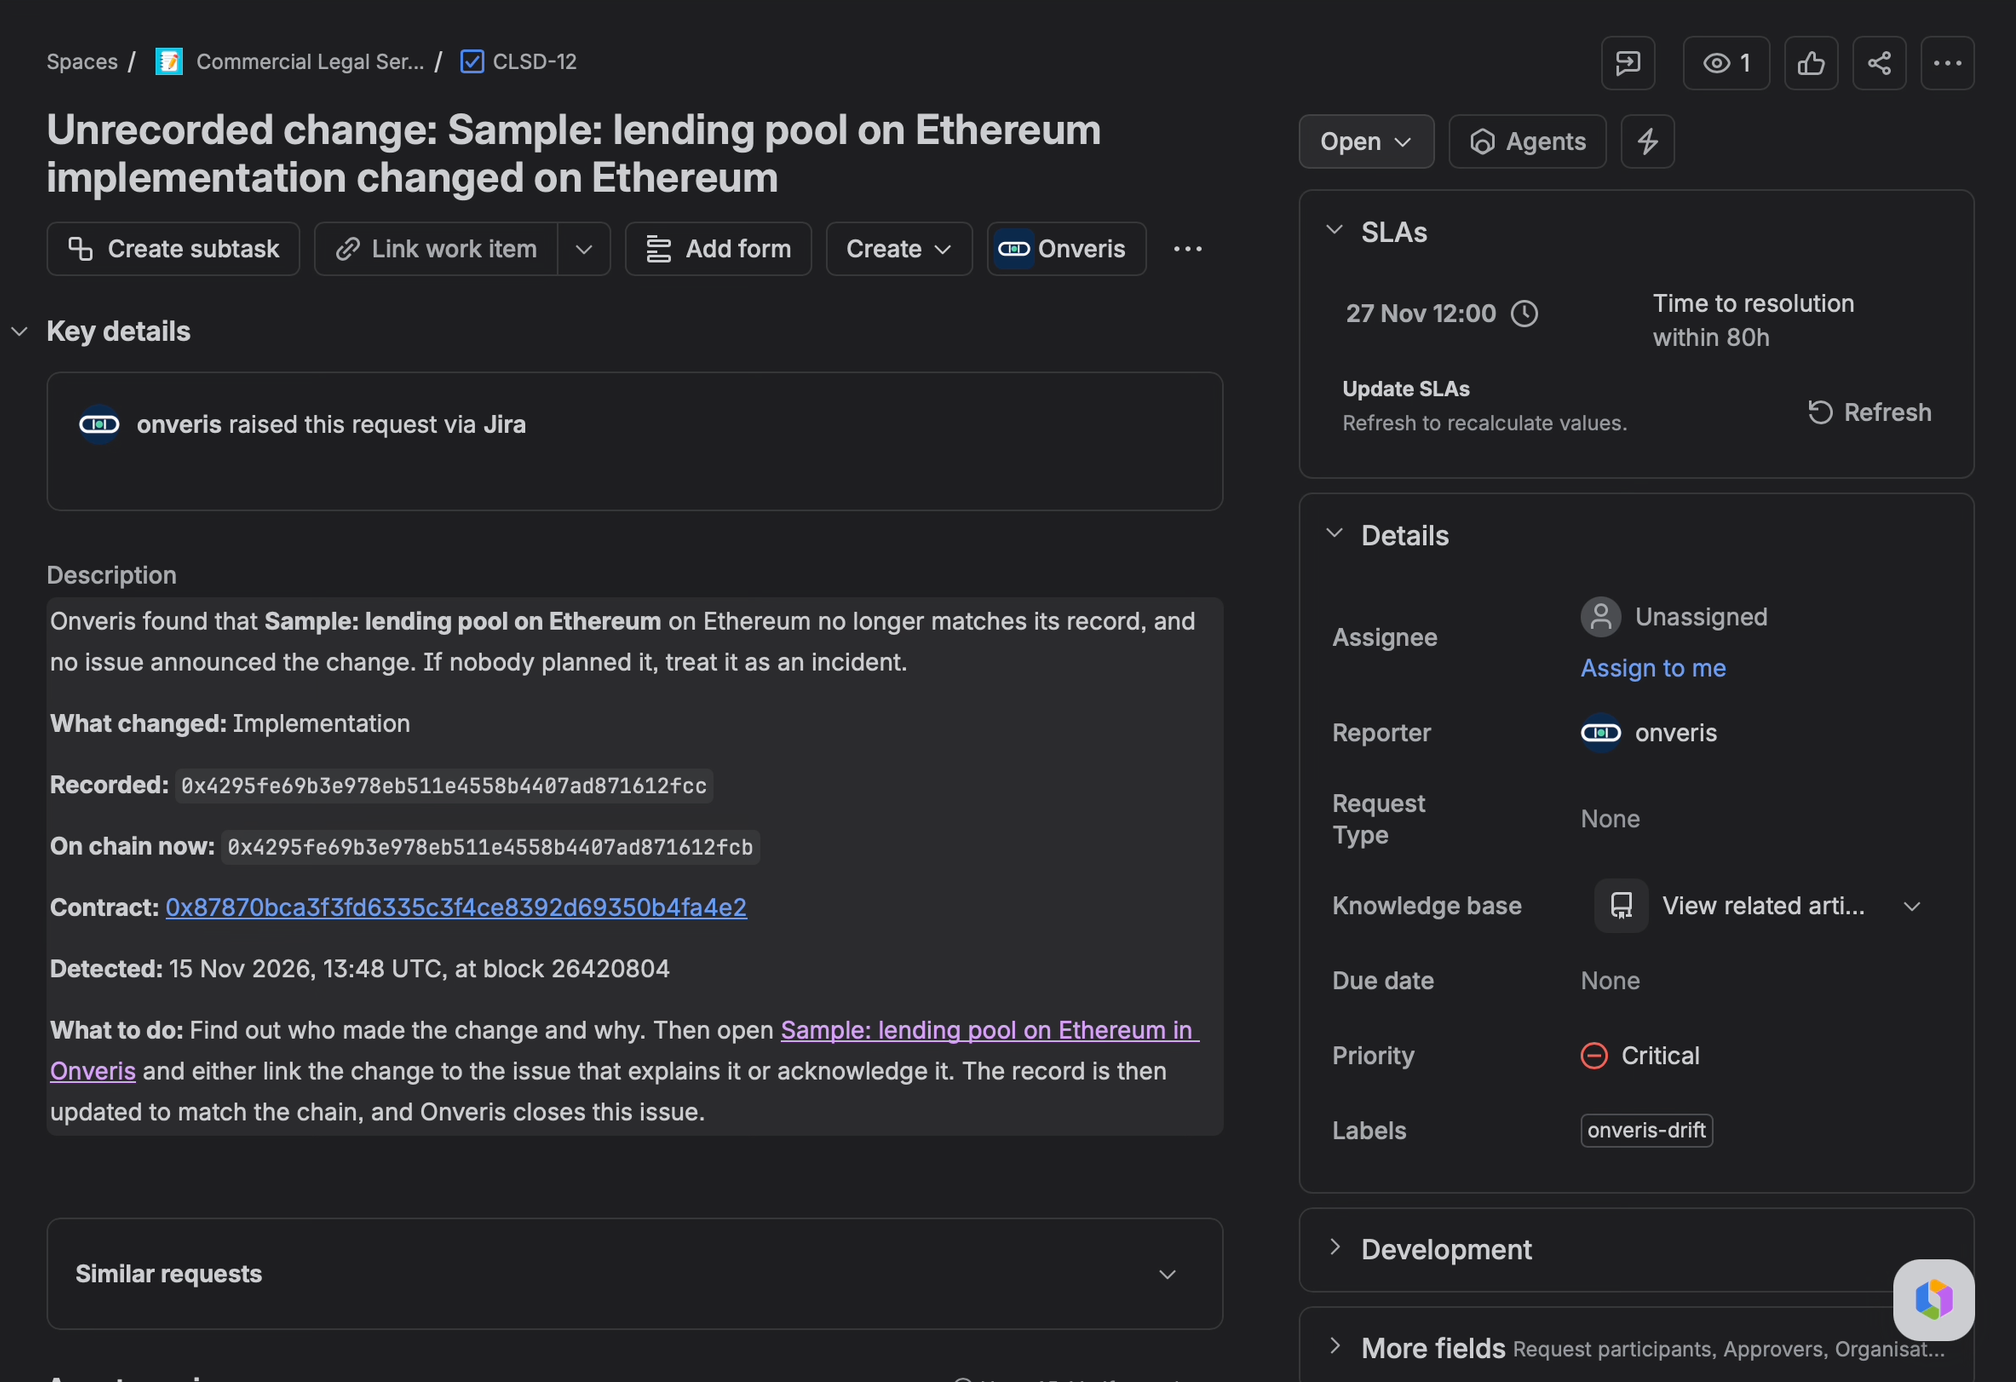 Spaces / Commercial Legal Ser... / CLSD-12
1
Unrecorded change: Sample: lending pool on Ethereum
implementation changed on Ethereum
Open
Agents
Create subtask
Link work item
Add form
Create
Onveris
Key details
onveris raised this request via Jira
Description
Onveris found that Sample: lending pool on Ethereum on Ethereum no longer matches its record, and
no issue announced the change. If nobody planned it, treat it as an incident.
What changed: Implementation
Recorded: 0x4295fe69b3e978eb511e4558b4407ad871612fcc
On chain now: 0x4295fe69b3e978eb511e4558b4407ad871612fcb
Contract: 0x87870bca3f3fd6335c3f4ce8392d69350b4fa4e2
Detected: 15 Nov 2026, 13:48 UTC, at block 26420804
What to do: Find out who made the change and why. Then open Sample: lending pool on Ethereum in
Onveris and either link the change to the issue that explains it or acknowledge it. The record is then
updated to match the chain, and Onveris closes this issue.
Similar requests
SLAs
27 Nov 12:00
Time to resolution
within 80h
Update SLAs
Refresh to recalculate values.
Refresh
Details
Assignee
Unassigned
Assign to me
Reporter
onveris
Request
Type
None
Knowledge base
View related arti...
Due date
None
Priority
Critical
Labels
onveris-drift
Development
More fields Request participants, Approvers, Organisat...